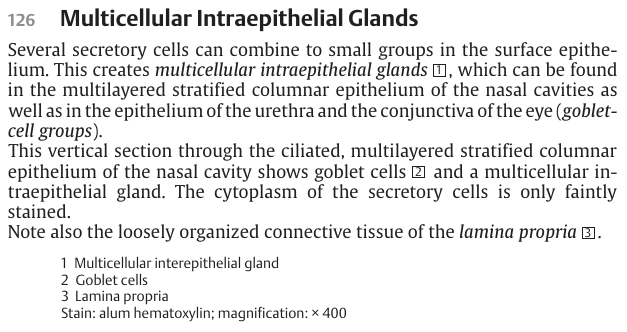 126 Multicellular Intraepithelial Glands
Several secretory cells can combine to small groups in the surface epithe-
lium. This creates multicellular intraepithelial glands 1, which can be found
in the multilayered stratified columnar epithelium of the nasal cavities as
well as in the epithelium of the urethra and the conjunctiva of the eye (goblet-
cell groups).
This vertical section through the ciliated, multilayered stratified columnar
epithelium of the nasal cavity shows goblet cells 2 and a multicellular in-
traepithelial gland. The cytoplasm of the secretory cells is only faintly
stained.
Note also the loosely organized connective tissue of the lamina propria 3.
1 Multicellular interepithelial gland
2 Goblet cells
3 Lamina propria
Stain: alum hematoxylin; magnification: × 400